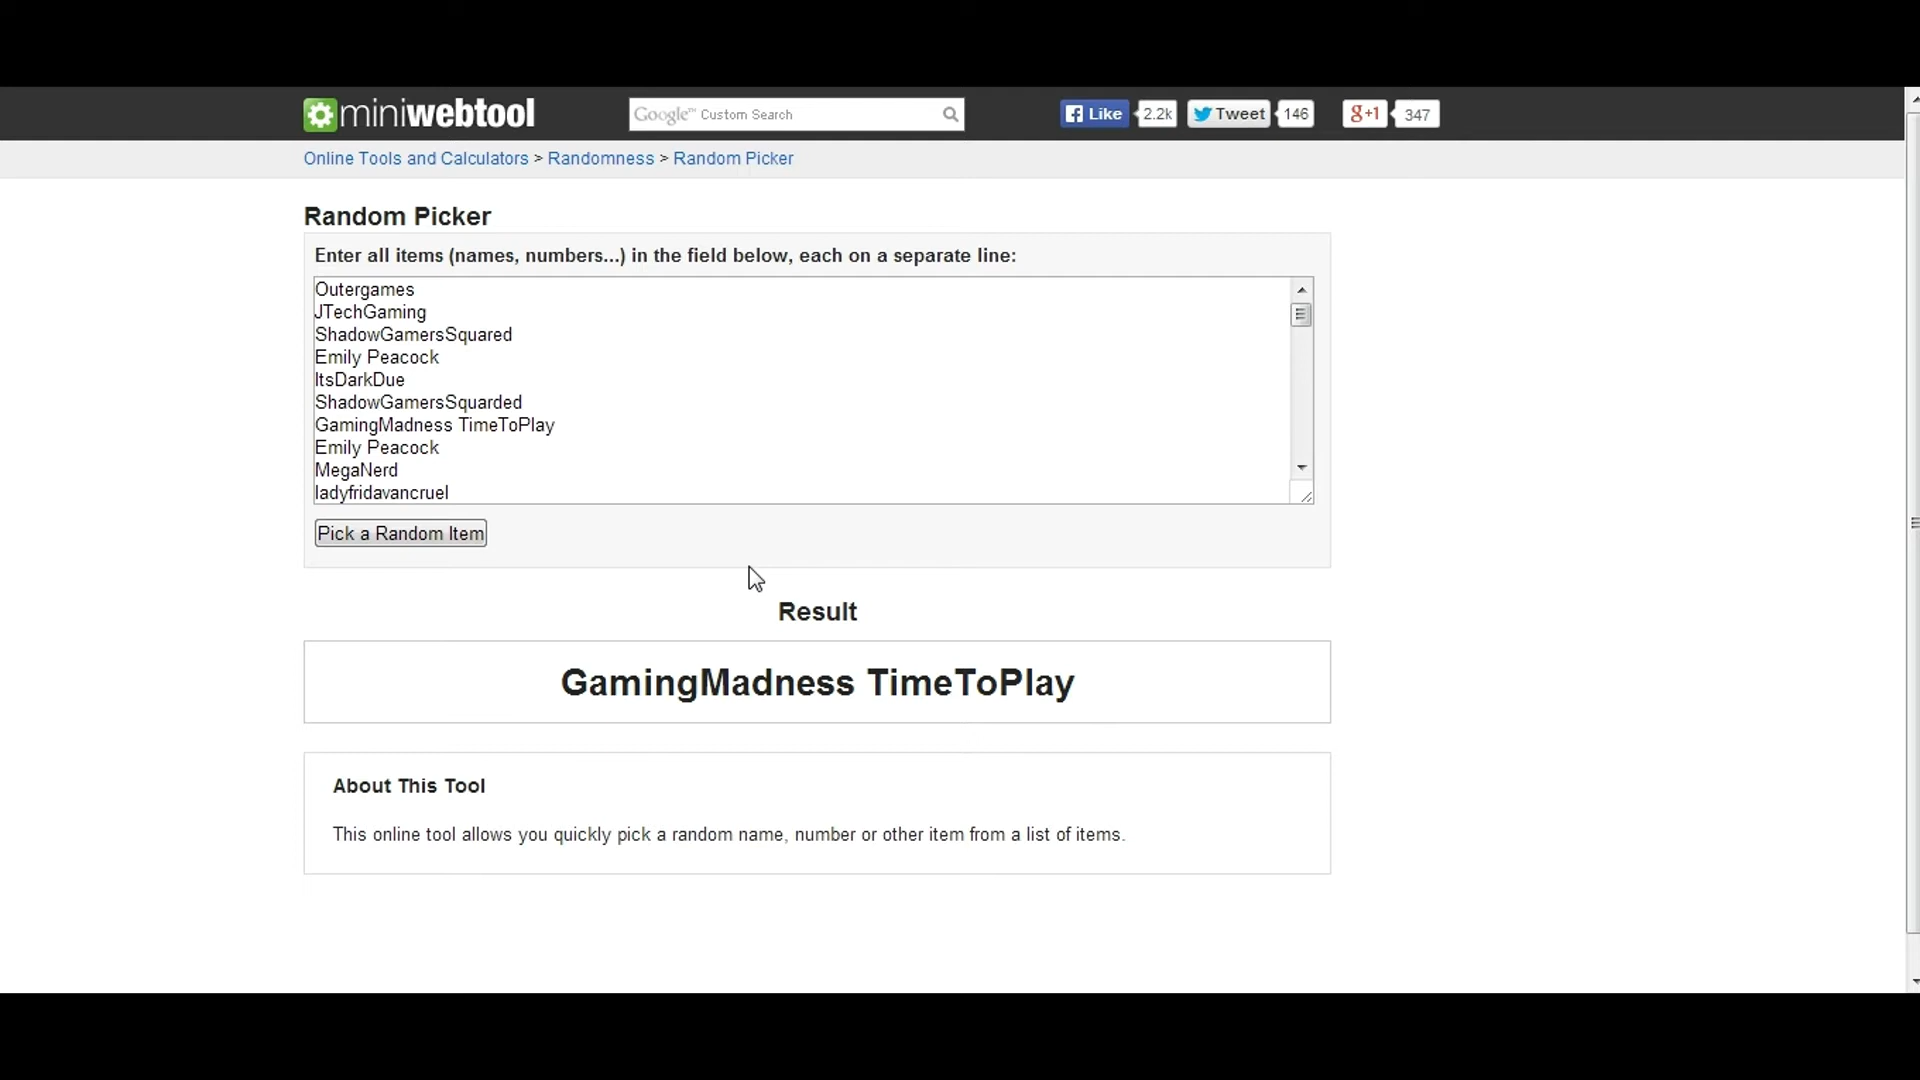 miniwebtool
Google™ Custom Search
Like 2.2k Tweet 146 g+1 347
Online Tools and Calculators > Randomness > Random Picker
Random Picker
Enter all items (names, numbers...) in the field below, each on a separate line:
Outergames
JTechGaming
ShadowGamersSquared
Emily Peacock
ItsDarkDue
ShadowGamersSquarded
GamingMadness TimeToPlay
Emily Peacock
MegaNerd
ladyfridavancruel
Pick a Random Item
Result
GamingMadness TimeToPlay
About This Tool
This online tool allows you quickly pick a random name, number or other item from a list of items.